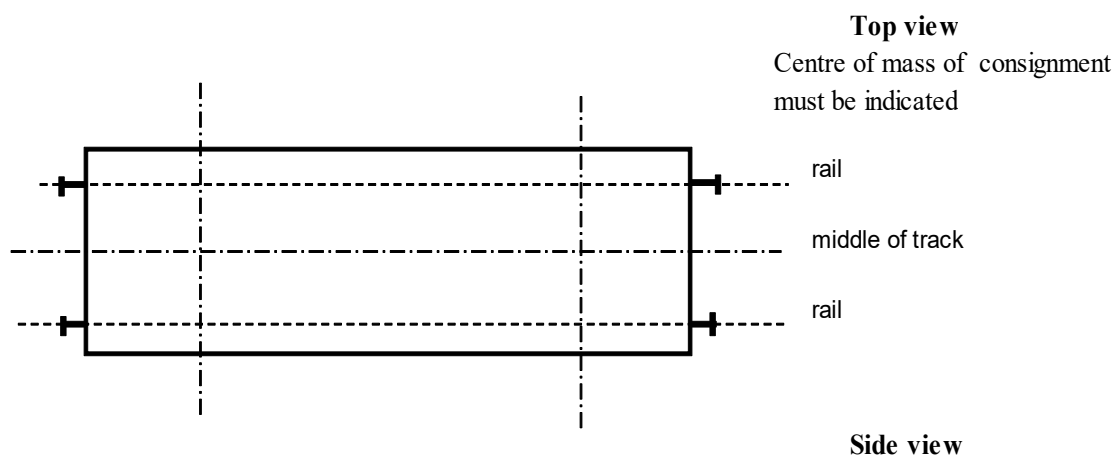 Top view
Centre of mass of consignment
must be indicated
rail
middle of track
rail
Side view